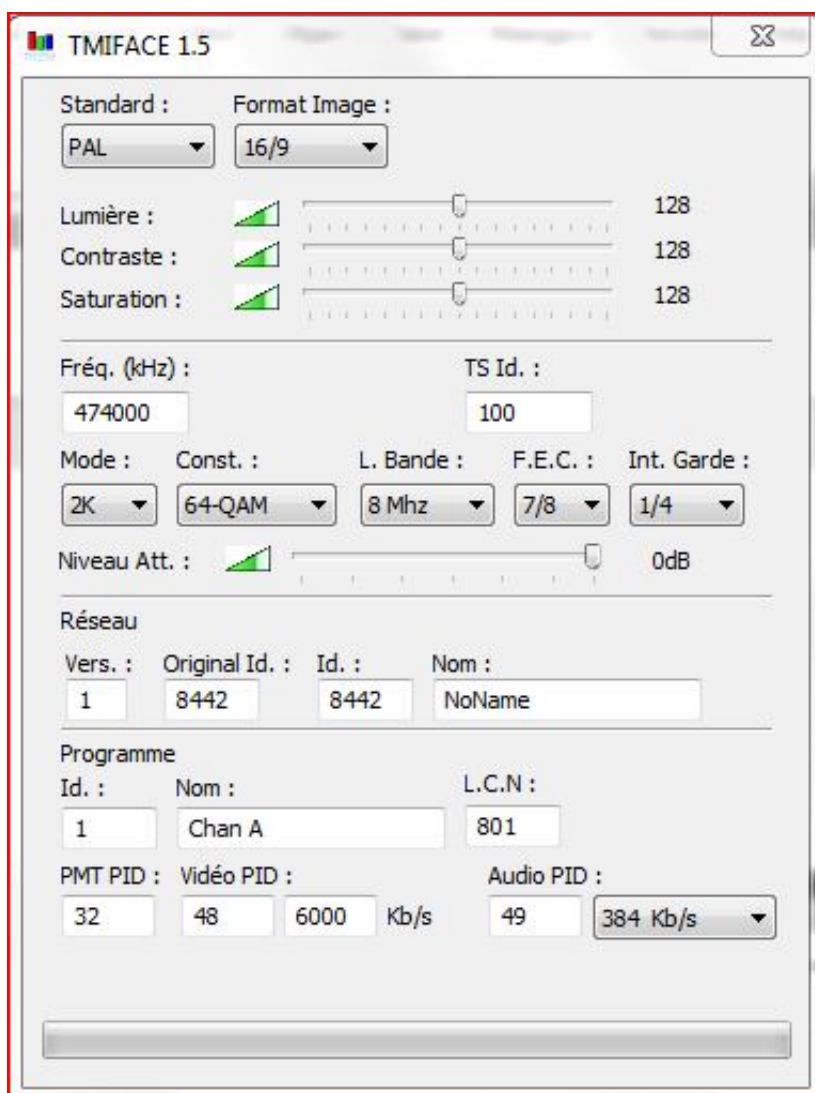 TMIFACE 1.5
Standard : Format Image :
PAL 16/9
Lumière : 128
Contraste : 128
Saturation : 128
Fréq. (kHz) : TS Id. :
474000 100
Mode : Const. : L. Bande : F.E.C. : Int. Garde :
2K 64-QAM 8 Mhz 7/8 1/4
Niveau Att. : 0dB
Réseau
Vers. : Original Id. : Id. : Nom :
1 8442 8442 NoName
Programme
Id. : Nom : L.C.N :
1 Chan A 801
PMT PID : Vidéo PID : Audio PID :
32 48 6000 Kb/s 49 384 Kb/s